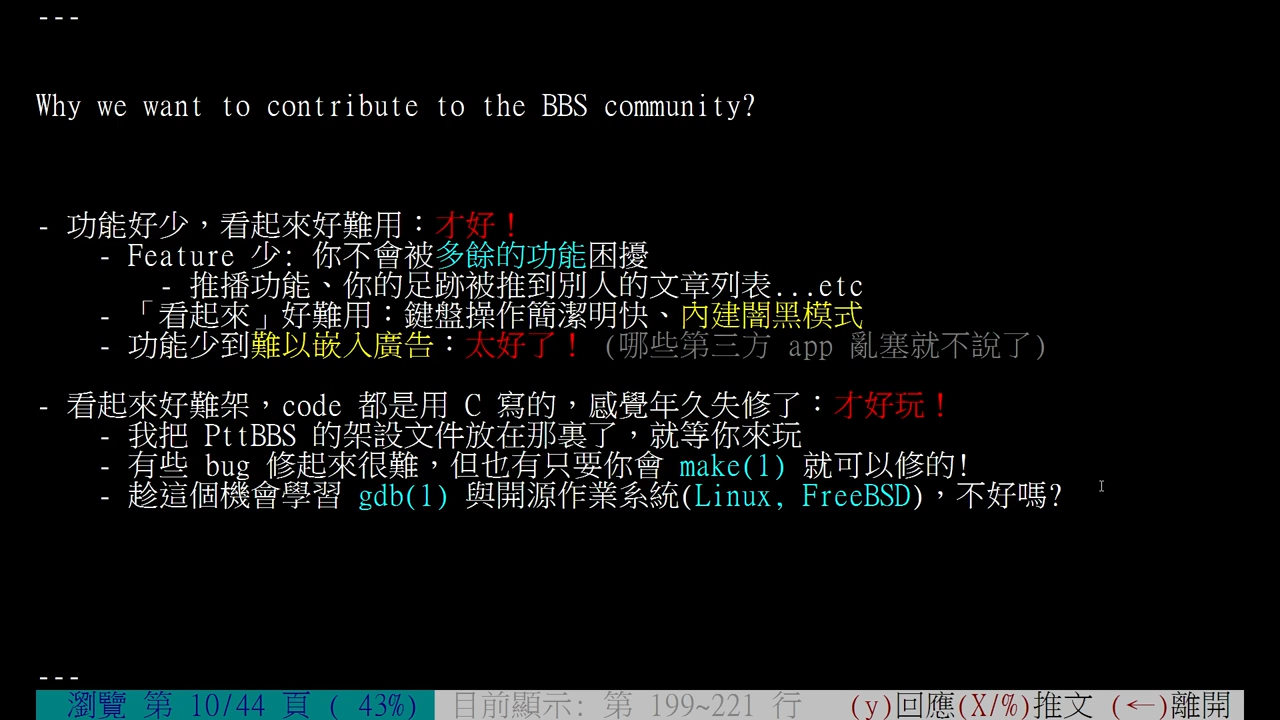 ---
Why we want to contribute to the BBS community?
- 功能好少，看起來好難用：才好！
- Feature 少: 你不會被多餘的功能困擾
- 推播功能、你的足跡被推到別人的文章列表...etc
- 「看起來」好難用：鍵盤操作簡潔明快、內建闇黑模式
- 功能少到難以嵌入廣告：太好了！ (哪些第三方 app 亂塞就不說了)
- 看起來好難架，code 都是用 C 寫的，感覺年久失修了：才好玩！
- 我把 PttBBS 的架設文件放在那裏了，就等你來玩
- 有些 bug 修起來很難，但也有只要你會 make(1) 就可以修的!
- 趁這個機會學習 gdb(1) 與開源作業系統(Linux, FreeBSD)，不好嗎?
---
瀏覽 第 10/44 頁 ( 43%) 目前顯示: 第 199~221 行 (y)回應(X/%)推文 (←)離開